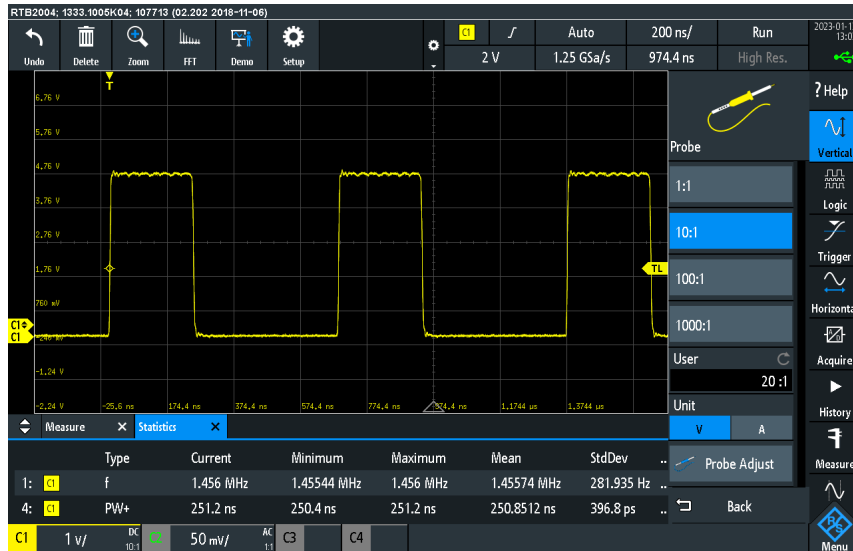 RTB2004; 1333.1005K04; 107713 (02.202 2018-11-06)
Undo Delete Zoom FFT Demo Setup
C1 Auto 200 ns/ Run
2 V 1.25 GSa/s 974.4 ns High Res.
2023-01-1
13:0
T
6,76 V
5,76 V
4,76 V
3,76 V
2,76 V
1,76 V
760 mV
-240 mV
-1,24 V
-2,24 V
-25,6 ns 174,4 ns 374,4 ns 574,4 ns 774,4 ns 974,4 ns 1,1744 µs 1,3744 µs
C1
C1
TL
Probe
1:1
10:1
100:1
1000:1
User
20 :1
Unit
V A
Probe Adjust
Back
? Help
Vertical
Logic
Trigger
Horizonta
Acquire
History
Measure
Menu
Measure Statistics
Type Current Minimum Maximum Mean StdDev ..
1: C1 f 1.456 MHz 1.45544 MHz 1.456 MHz 1.45574 MHz 281.935 Hz ..
4: C1 PW+ 251.2 ns 250.4 ns 251.2 ns 250.8512 ns 396.8 ps ..
C1 1 V/ DC 10:1 C2 50 mV/ AC 1:1 C3 C4
R&S